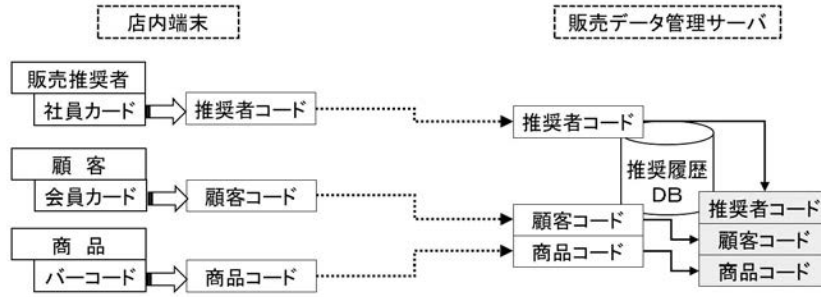 店内端末
販売データ管理サーバ
販売推奨者
社員カード
推奨者コード
推奨者コード
推奨履歴
DB
顧 客
会員カード
顧客コード
顧客コード
商品コード
推奨者コード
顧客コード
商品コード
商 品
バーコード
商品コード